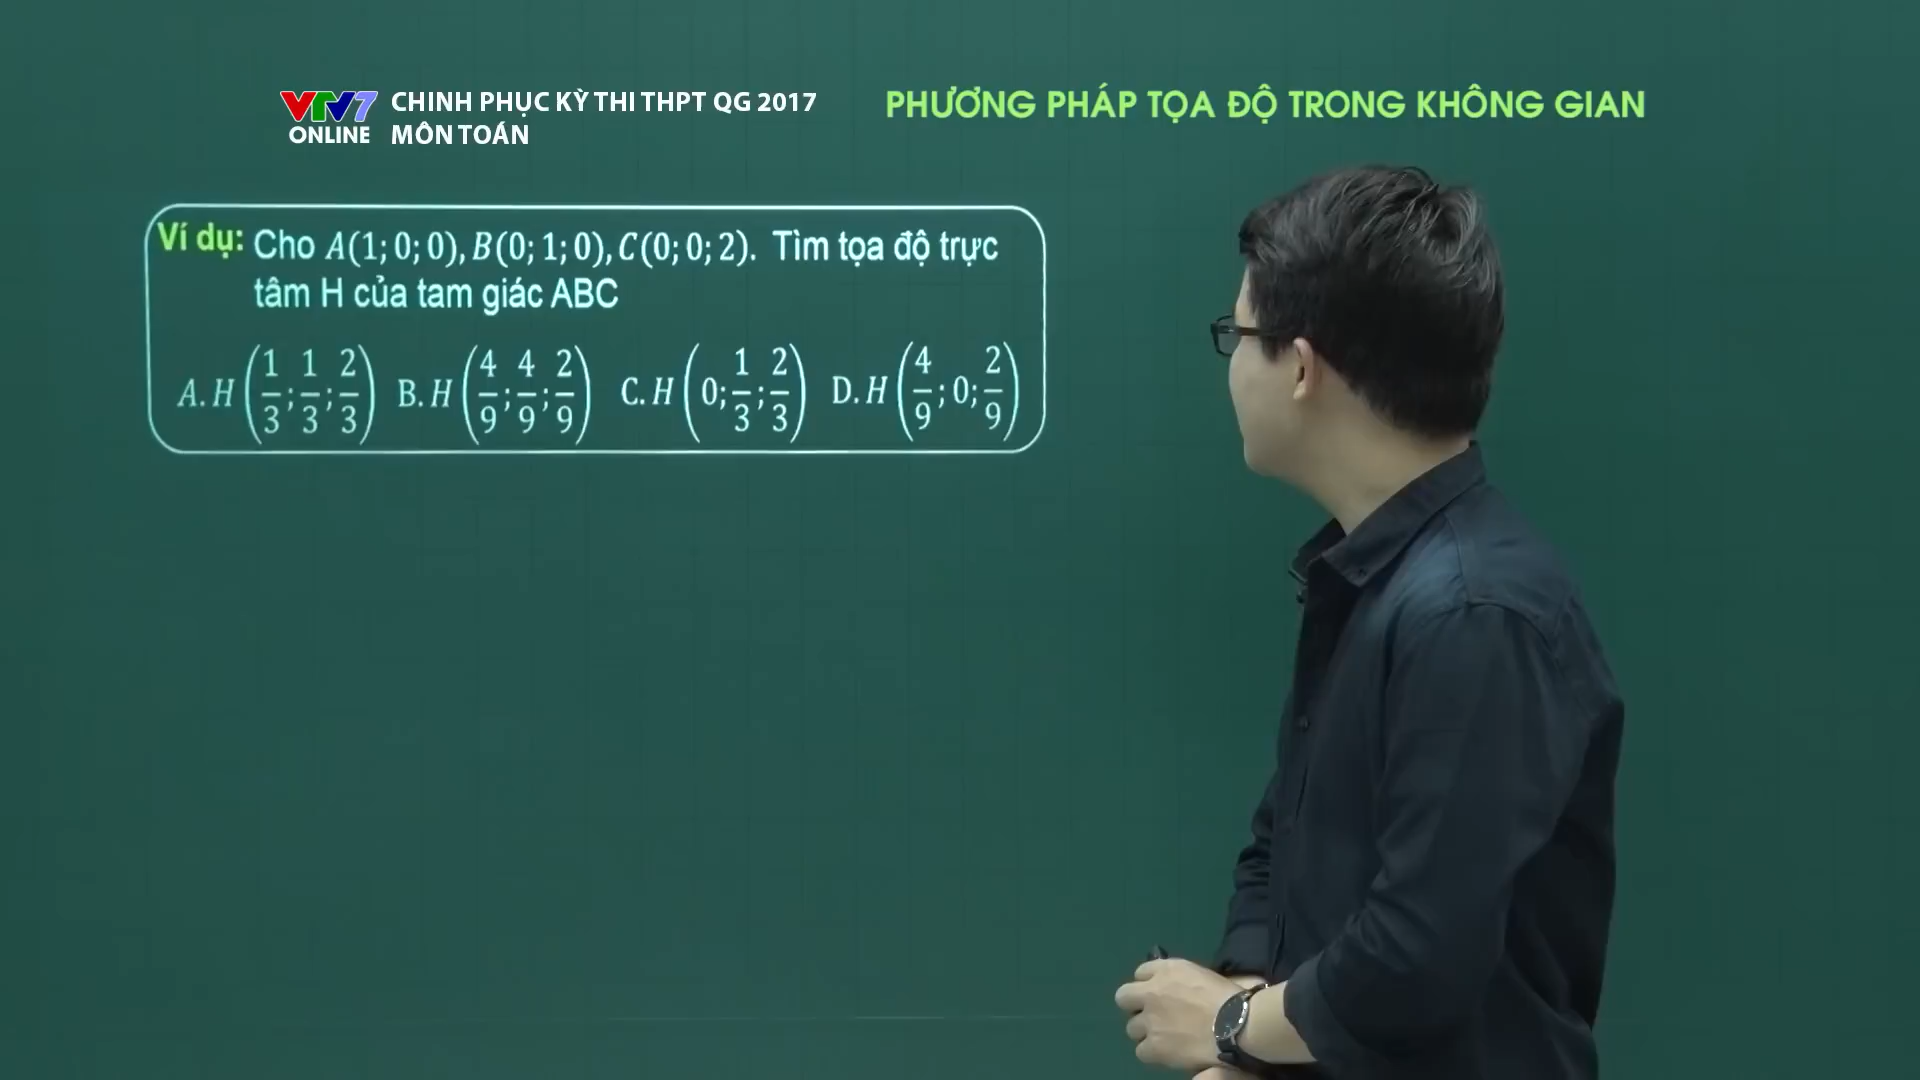 VTV7
ONLINE
CHINH PHỤC KỲ THI THPT QG 2017
MÔN TOÁN
PHƯƠNG PHÁP TỌA ĐỘ TRONG KHÔNG GIAN
Ví dụ: Cho A(1; 0; 0), B(0; 1; 0), C(0; 0; 2). Tìm tọa độ trực
tâm H của tam giác ABC
A. H (1/3; 1/3; 2/3) B. H (4/9; 4/9; 2/9) C. H (0; 1/3; 2/3) D. H (4/9; 0; 2/9)